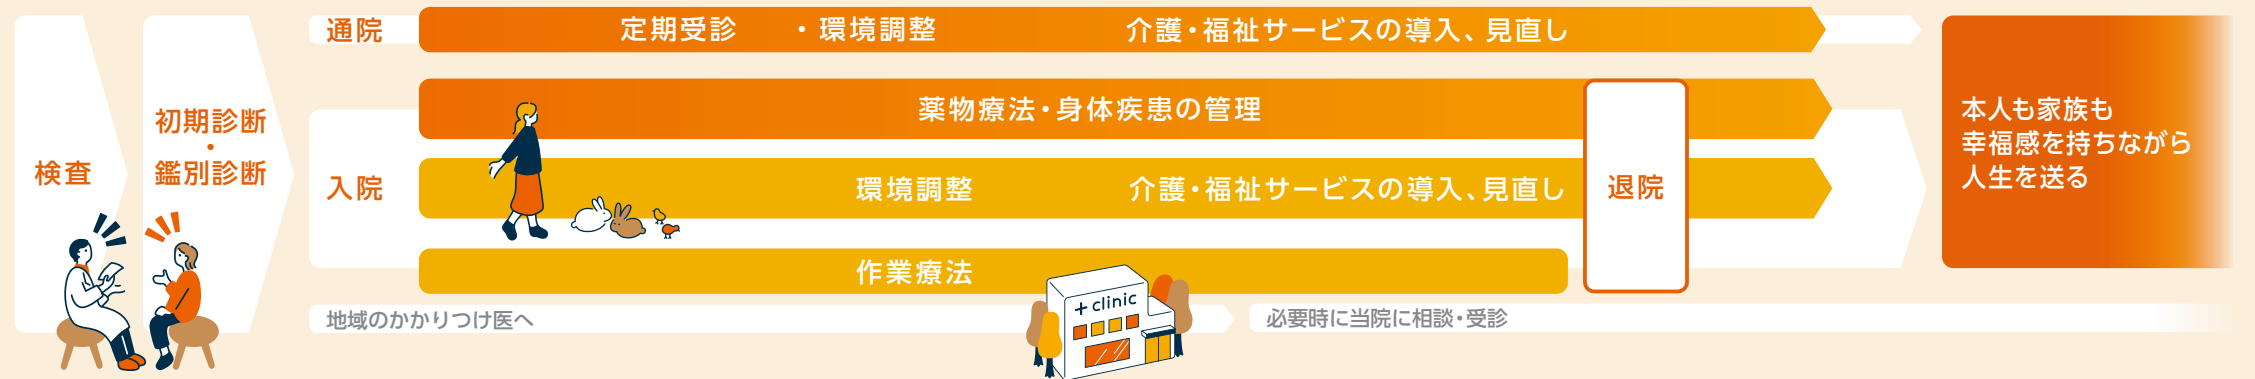 検査
初期診断
・
鑑別診断
通院
定期受診 ・環境調整 介護・福祉サービスの導入、見直し
入院
薬物療法・身体疾患の管理
環境調整 介護・福祉サービスの導入、見直し
作業療法
退院
地域のかかりつけ医へ
+clinic
必要時に当院に相談・受診
本人も家族も
幸福感を持ちながら
人生を送る